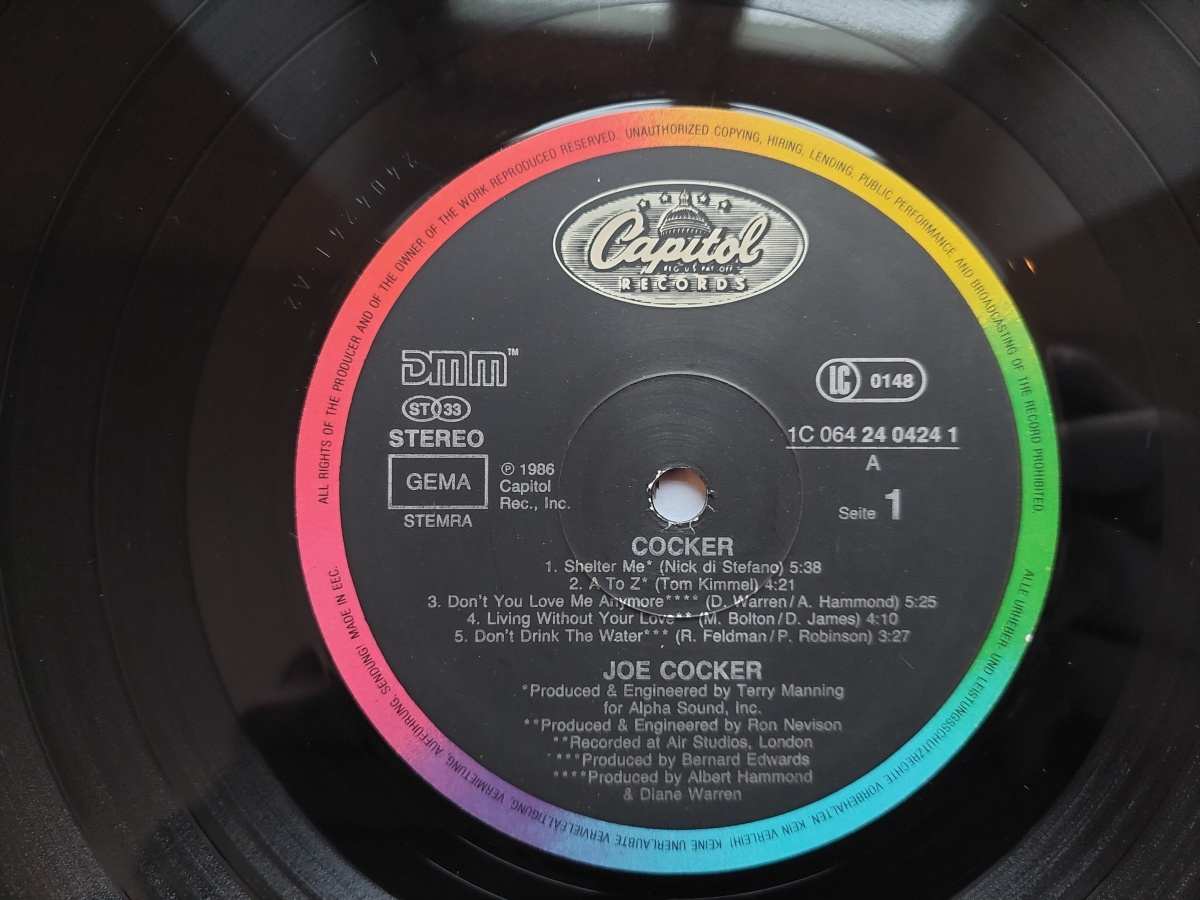 ALL RIGHTS OF THE PRODUCER AND OF THE OWNER OF THE WORK REPRODUCED RESERVED. UNAUTHORIZED COPYING, HIRING, LENDING, PUBLIC PERFORMANCE AND BROADCASTING OF THE RECORD PROHIBITED.
Capitol
REG. U.S. PAT. OFF.
RECORDS
DMM™
ST 33
STEREO
GEMA
STEMRA
℗ 1986
Capitol
Rec., Inc.
LC 0148
1C 064 24 0424 1
A
Seite 1
COCKER
1. Shelter Me* (Nick di Stefano) 5:38
2. A To Z* (Tom Kimmel) 4:21
3. Don't You Love Me Anymore**** (D. Warren/A. Hammond) 5:25
4. Living Without Your Love** (M. Bolton/D. James) 4:10
5. Don't Drink The Water*** (R. Feldman/P. Robinson) 3:27
JOE COCKER
*Produced & Engineered by Terry Manning
for Alpha Sound, Inc.
**Produced & Engineered by Ron Nevison
**Recorded at Air Studios, London
***Produced by Bernard Edwards
****Produced by Albert Hammond
& Diane Warren
ALLE URHEBER- UND LEISTUNGSSCHUTZRECHTE VORBEHALTEN. KEIN VERLEIH! KEINE UNERLAUBTE VERVIELFÄLTIGUNG, VERMIETUNG, AUFFÜHRUNG, SENDUNG! MADE IN EEC.